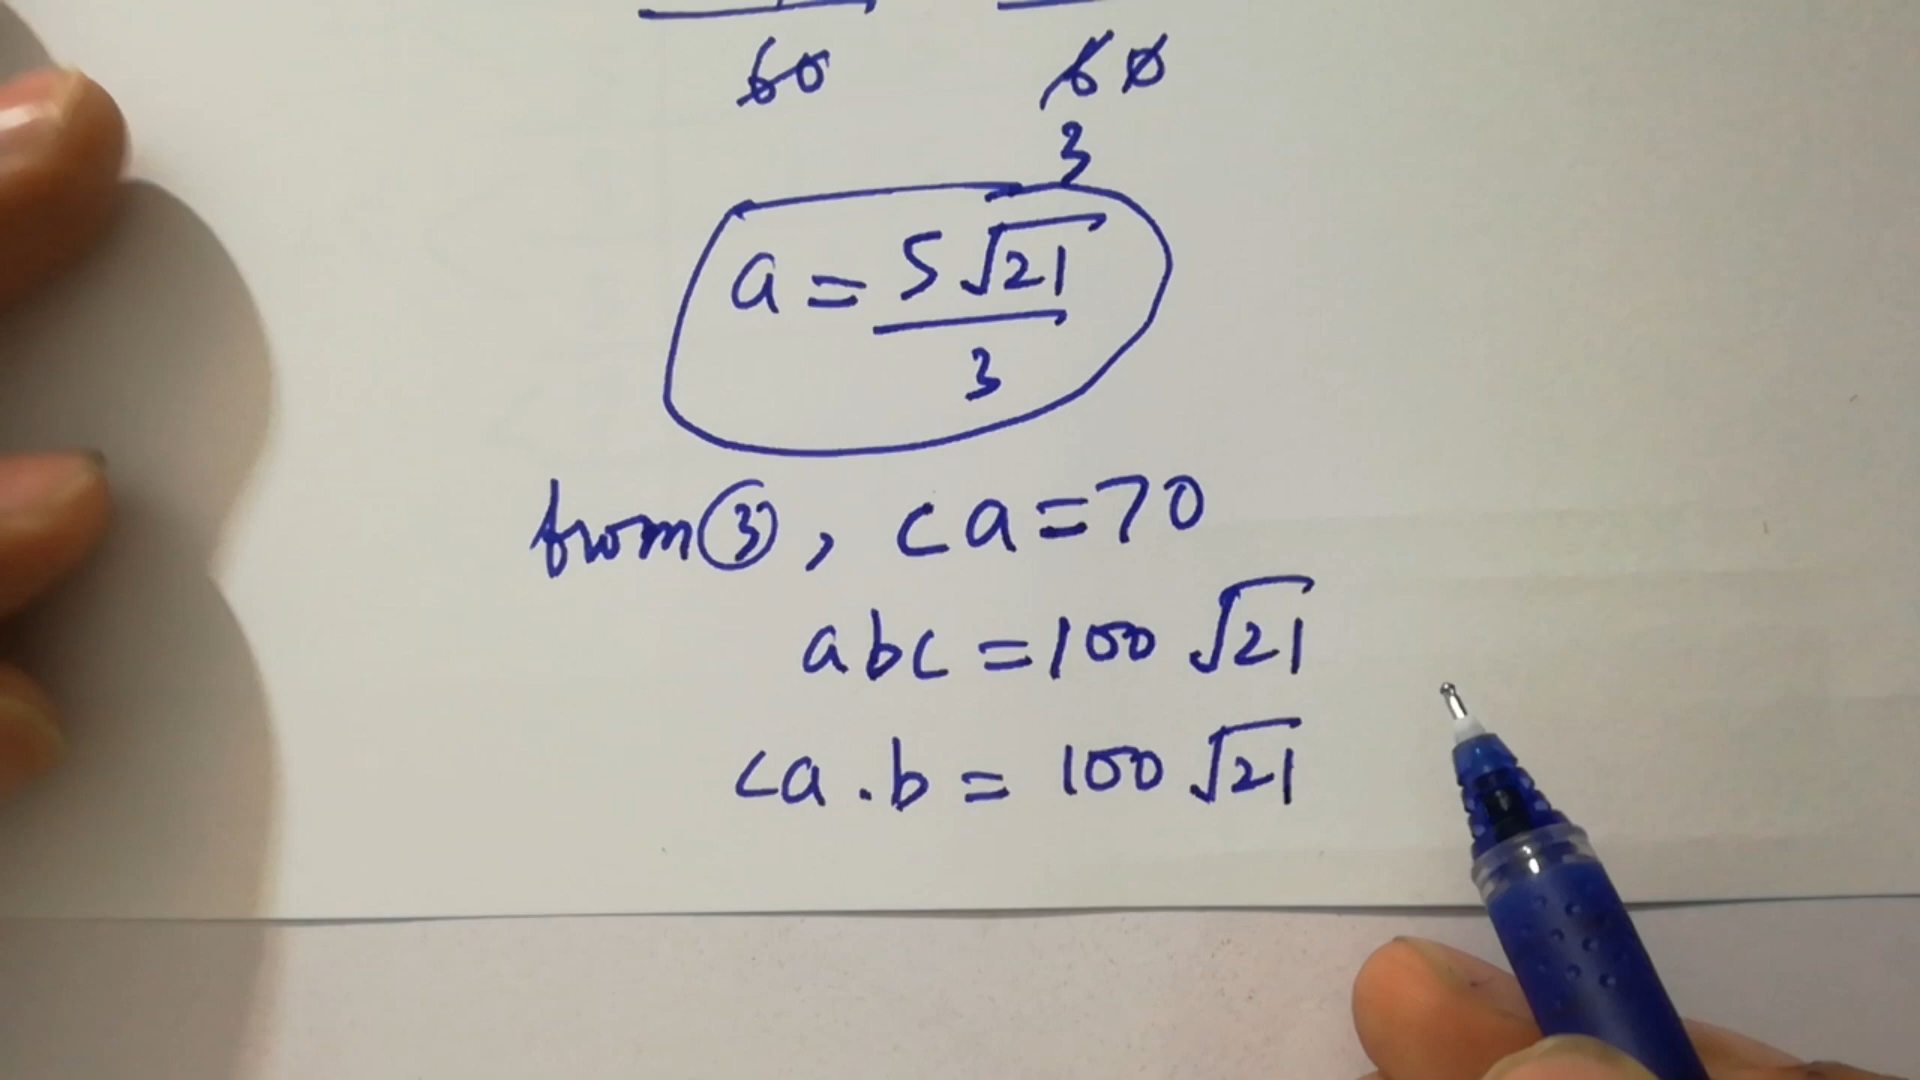 60 60
3
a = 5√21
3
from ③, ca = 70
abc = 100 √21
ca . b = 100 √21